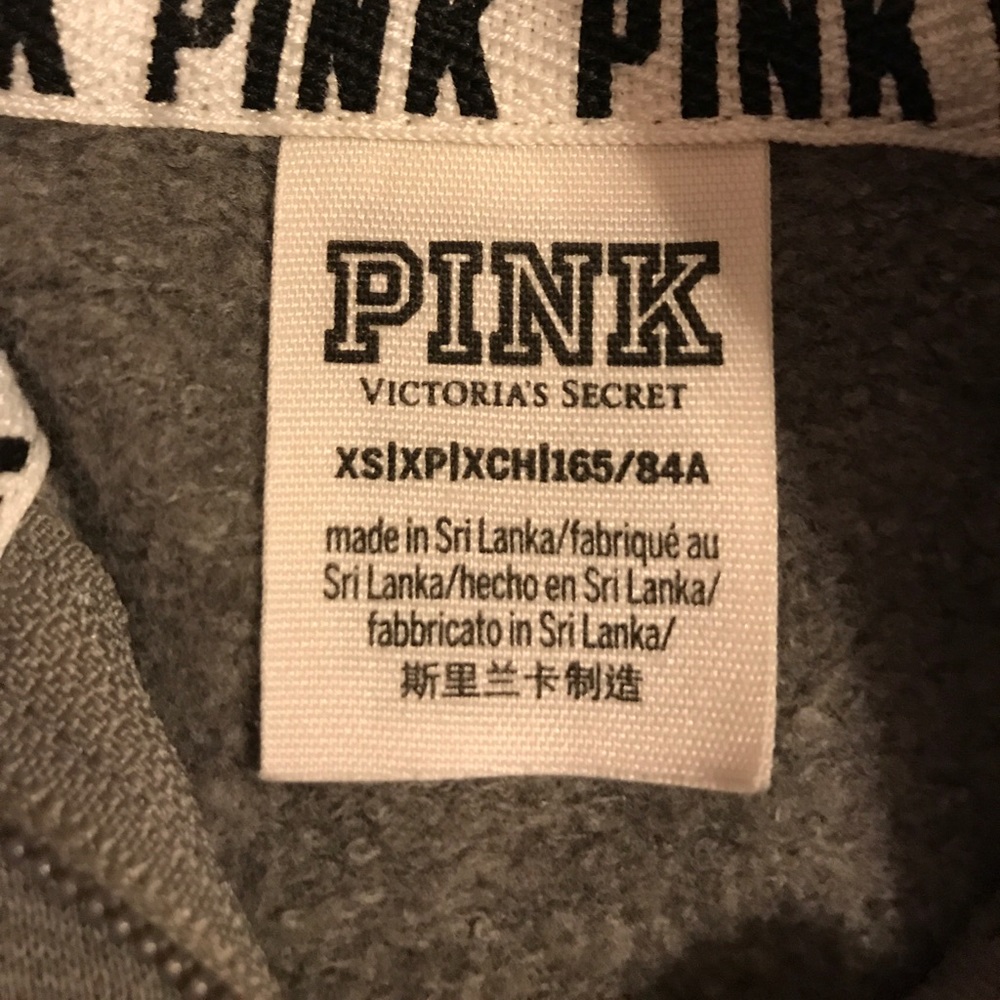 PINK PINK
PINK
VICTORIA'S SECRET
XS|XP|XCH|165/84A
made in Sri Lanka/fabriqué au
Sri Lanka/hecho en Sri Lanka/
fabbricato in Sri Lanka/
斯里兰卡制造